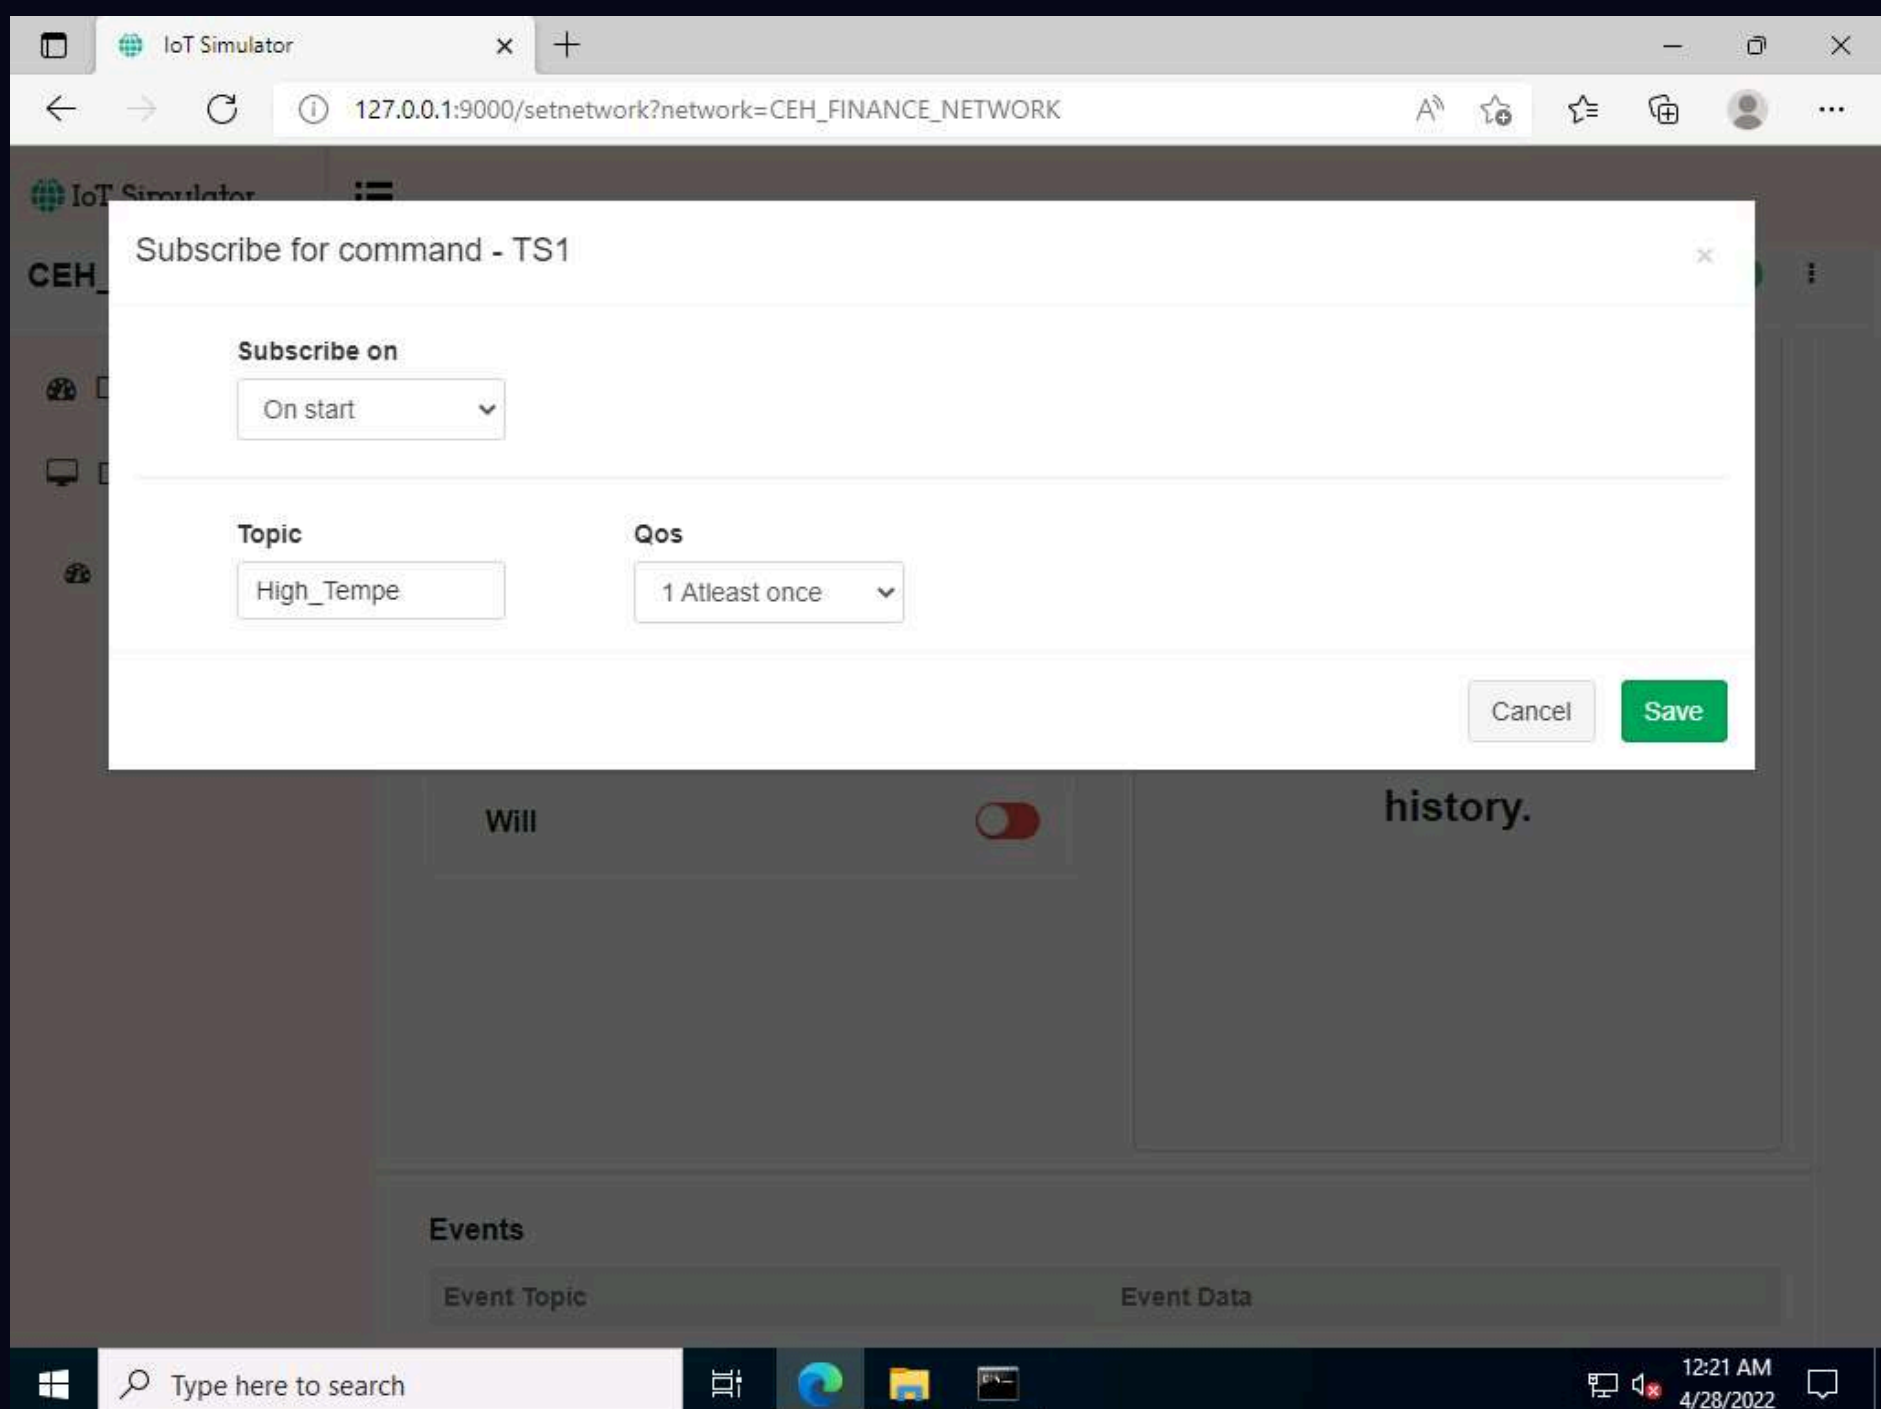 IoT Simulator
127.0.0.1:9000/setnetwork?network=CEH_FINANCE_NETWORK
IoT Simulator
CEH_
Subscribe for command - TS1
Subscribe on
On start
Topic
Qos
High_Tempe
1 Atleast once
Cancel
Save
Will
history.
Events
Event Topic
Event Data
Type here to search
12:21 AM
4/28/2022